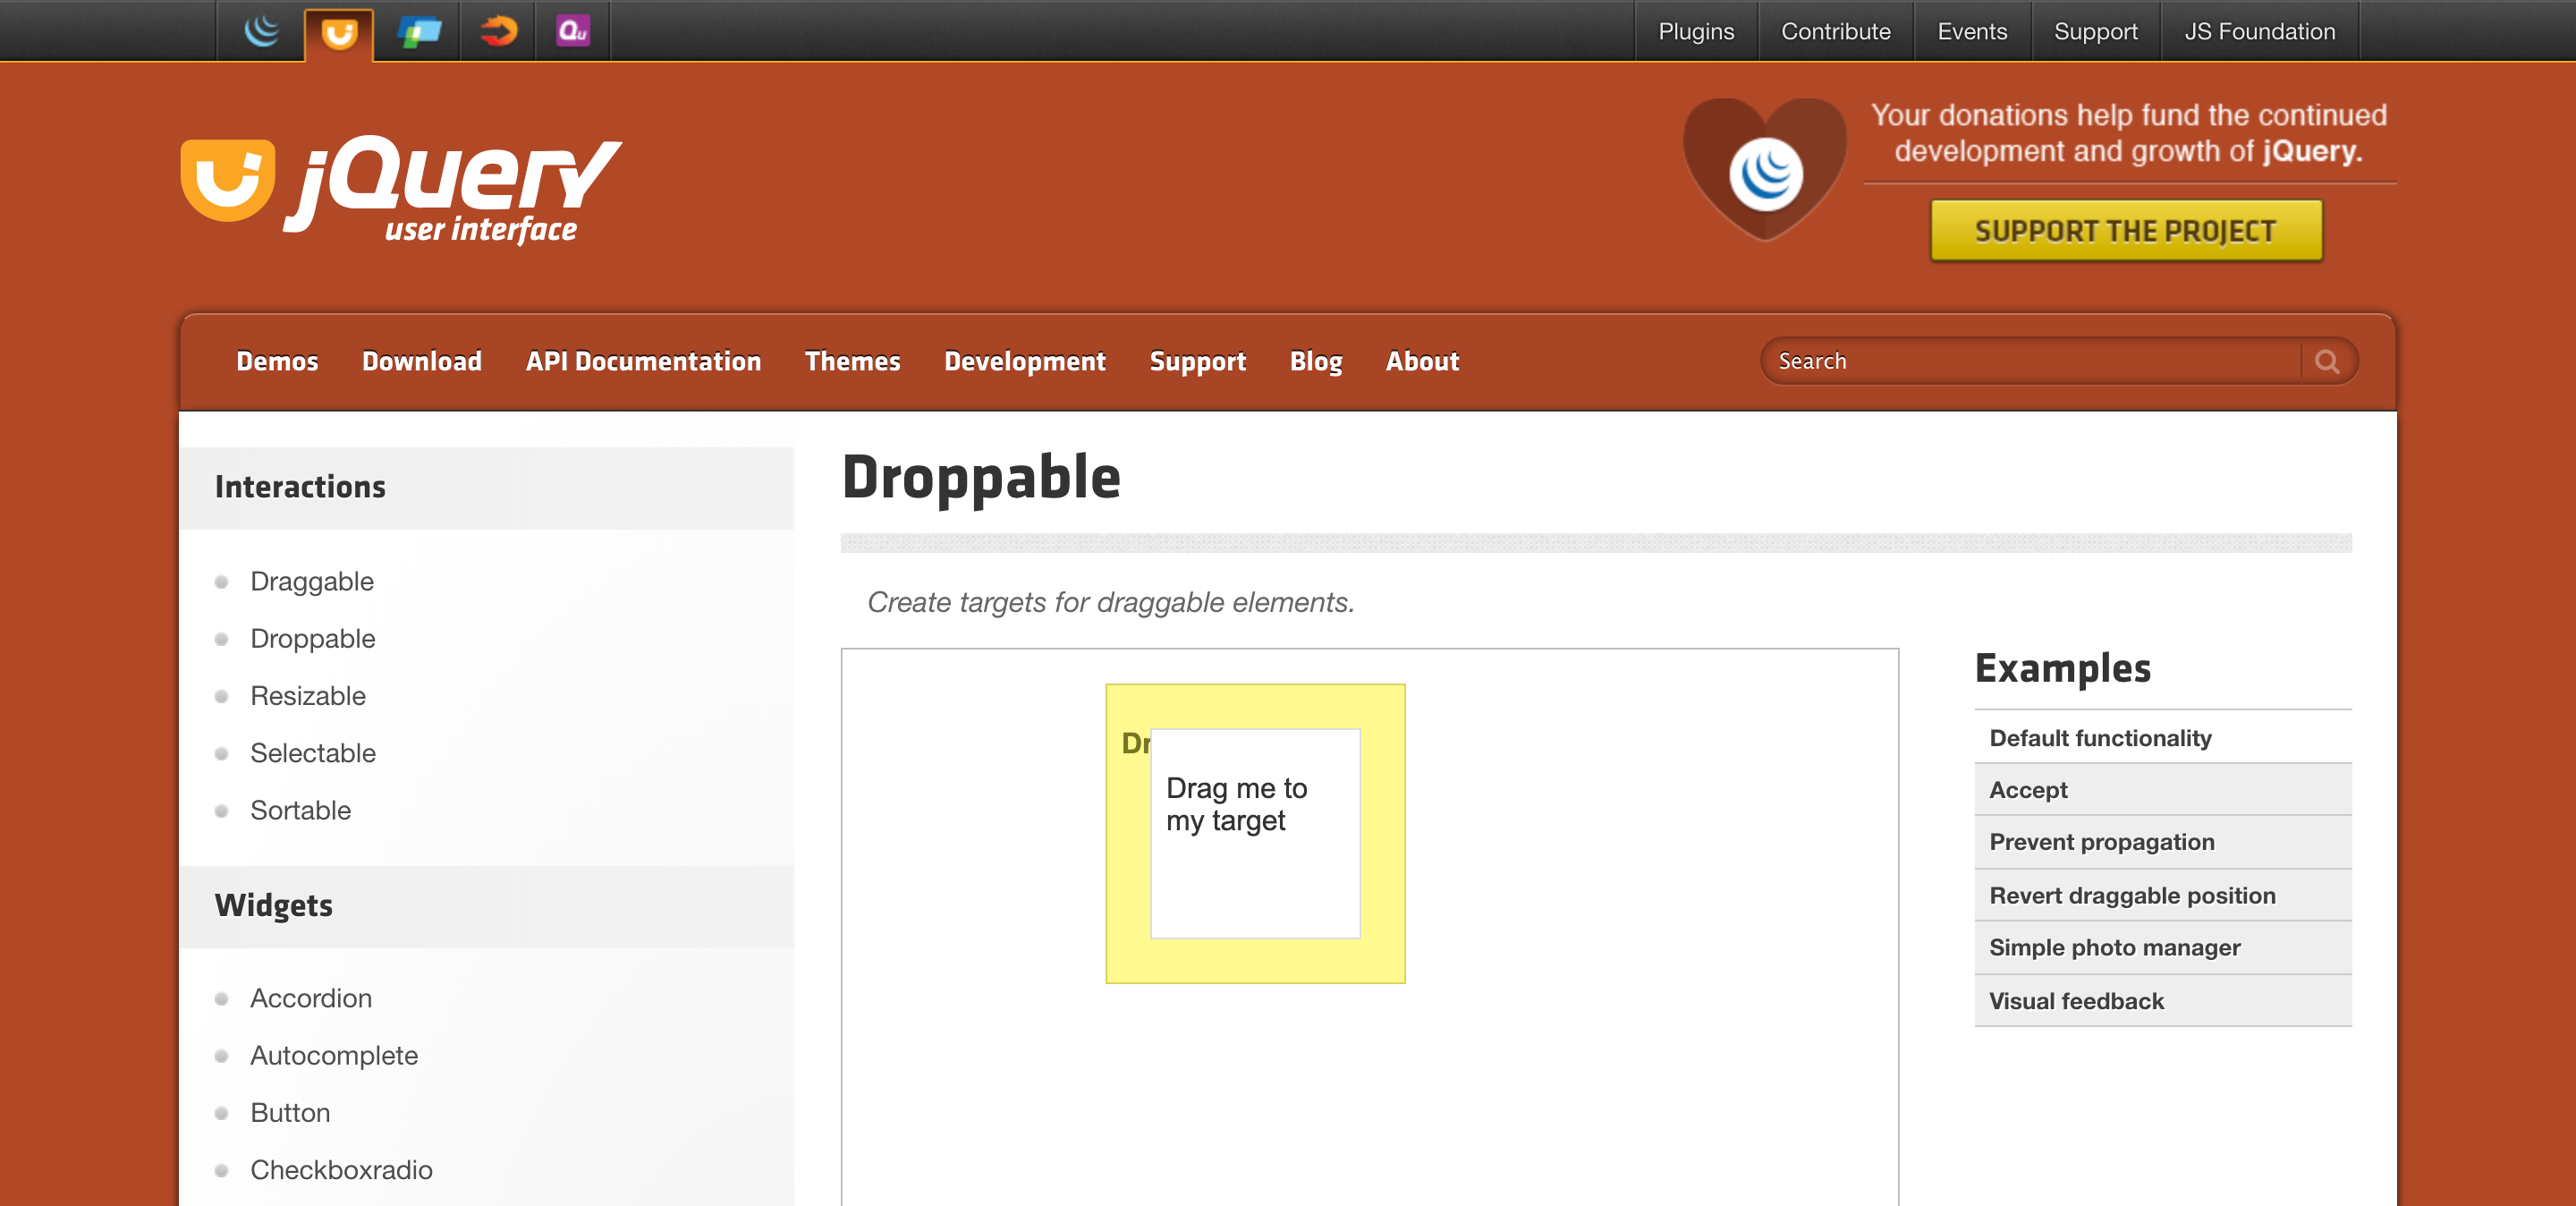 Qu
Plugins
Contribute
Events
Support
JS Foundation
jQuery
user interface
Your donations help fund the continued
development and growth of jQuery.
SUPPORT THE PROJECT
Demos
Download
API Documentation
Themes
Development
Support
Blog
About
Search
Interactions
Draggable
Droppable
Resizable
Selectable
Sortable
Widgets
Accordion
Autocomplete
Button
Checkboxradio
Droppable
Create targets for draggable elements.
Dr
Drag me to
my target
Examples
Default functionality
Accept
Prevent propagation
Revert draggable position
Simple photo manager
Visual feedback